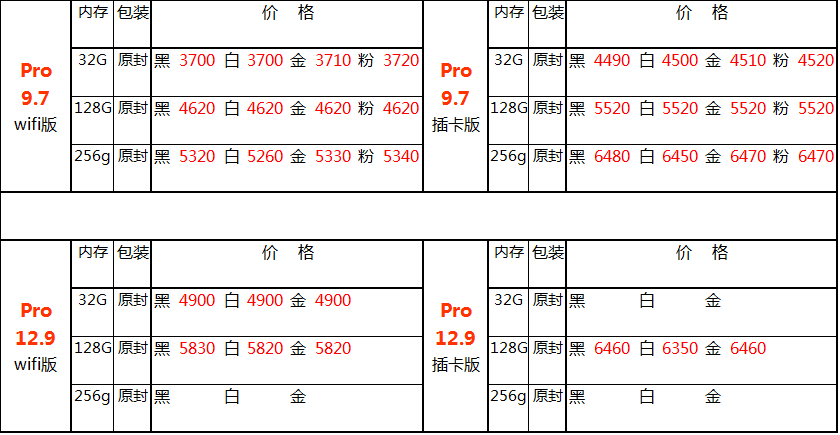 内存 包装 价 格 内存 包装 价 格
Pro 9.7 wifi版
32G 原封 黑 3700 白 3700 金 3710 粉 3720
128G 原封 黑 4620 白 4620 金 4620 粉 4620
256g 原封 黑 5320 白 5260 金 5330 粉 5340
Pro 9.7 插卡版
32G 原封 黑 4490 白 4500 金 4510 粉 4520
128G 原封 黑 5520 白 5520 金 5520 粉 5520
256g 原封 黑 6480 白 6450 金 6470 粉 6470
内存 包装 价 格 内存 包装 价 格
Pro 12.9 wifi版
32G 原封 黑 4900 白 4900 金 4900
128G 原封 黑 5830 白 5820 金 5820
256g 原封 黑 白 金
Pro 12.9 插卡版
32G 原封 黑 白 金
128G 原封 黑 6460 白 6350 金 6460
256g 原封 黑 白 金